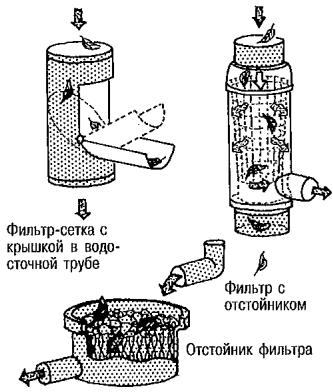 Фильтр-сетка с
крышкой в водо-
сточной трубе
Фильтр с
отстойником
Отстойник фильтра